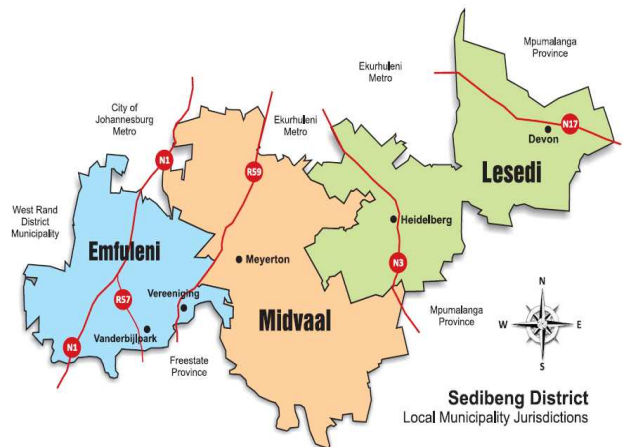 Mpumalanga
Province
Ekurhuleni
Metro
City of
Johannesburg
Metro
Ekurhuleni
Metro
N17
Devon
Lesedi
N1
R59
West Rand
District
Municipality
Heidelberg
Emfuleni
Meyerton
N3
R57
Vereeniging
Midvaal
Mpumalanga
Province
N
W
E
S
Vanderbijlpark
N1
Freestate
Province
Sedibeng District
Local Municipality Jurisdictions